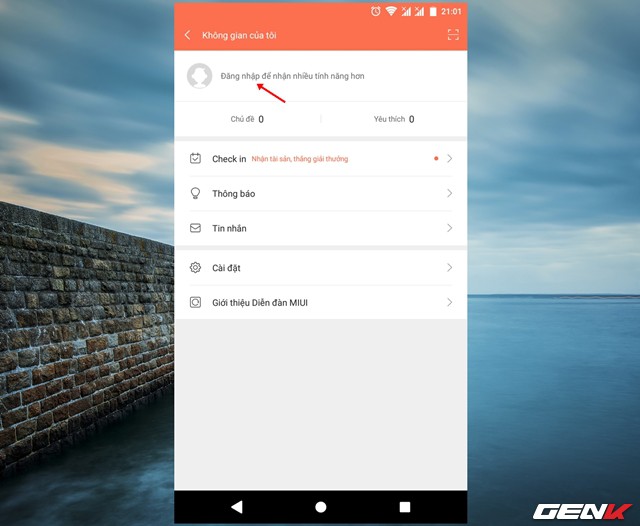 21:01
Không gian của tôi
Đăng nhập để nhận nhiều tính năng hơn
Chủ đề 0 Yêu thích 0
Check in Nhận tài sản, thăng giải thưởng
Thông báo
Tin nhắn
Cài đặt
Giới thiệu Diễn đàn MIUI
GENK